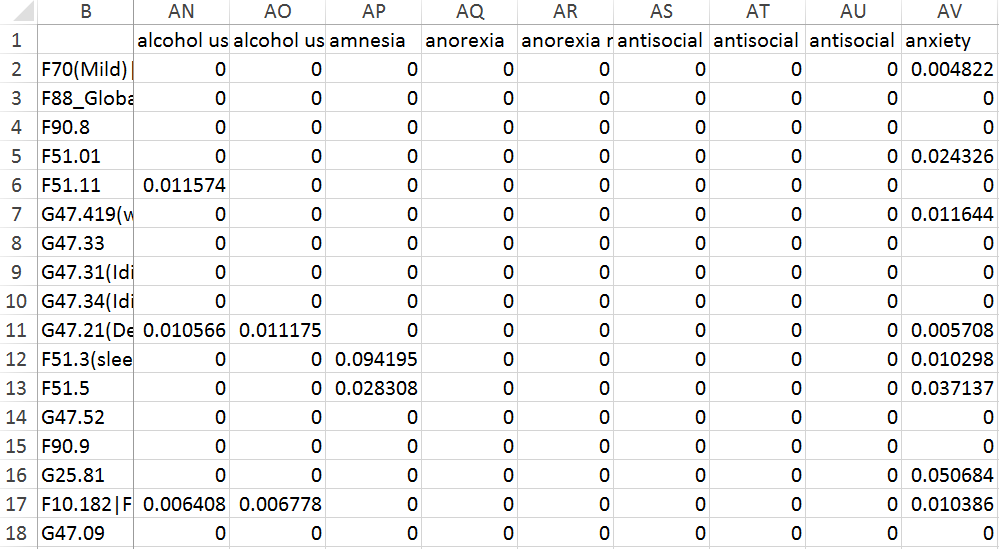 B AN AO AP AQ AR AS AT AU AV
1 alcohol us alcohol us amnesia anorexia anorexia n antisocial antisocial antisocial anxiety
2 F70(Mild)| 0 0 0 0 0 0 0 0 0.004822
3 F88_Globa 0 0 0 0 0 0 0 0 0
4 F90.8 0 0 0 0 0 0 0 0 0
5 F51.01 0 0 0 0 0 0 0 0 0.024326
6 F51.11 0.011574 0 0 0 0 0 0 0 0
7 G47.419(w 0 0 0 0 0 0 0 0 0.011644
8 G47.33 0 0 0 0 0 0 0 0 0
9 G47.31(Idi 0 0 0 0 0 0 0 0 0
10 G47.34(Idi 0 0 0 0 0 0 0 0 0
11 G47.21(De 0.010566 0.011175 0 0 0 0 0 0 0.005708
12 F51.3(slee 0 0 0.094195 0 0 0 0 0 0.010298
13 F51.5 0 0 0.028308 0 0 0 0 0 0.037137
14 G47.52 0 0 0 0 0 0 0 0 0
15 F90.9 0 0 0 0 0 0 0 0 0
16 G25.81 0 0 0 0 0 0 0 0 0.050684
17 F10.182|F 0.006408 0.006778 0 0 0 0 0 0 0.010386
18 G47.09 0 0 0 0 0 0 0 0 0